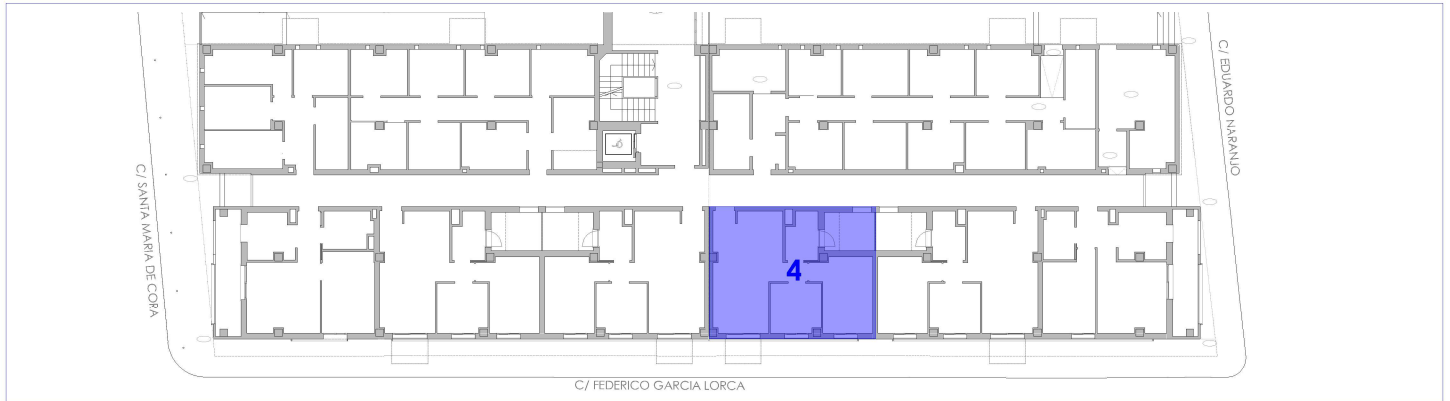 C/ EDUARDO NARANJO
C/ SANTA MARIA DE CORA
4
C/ FEDERICO GARCIA LORCA